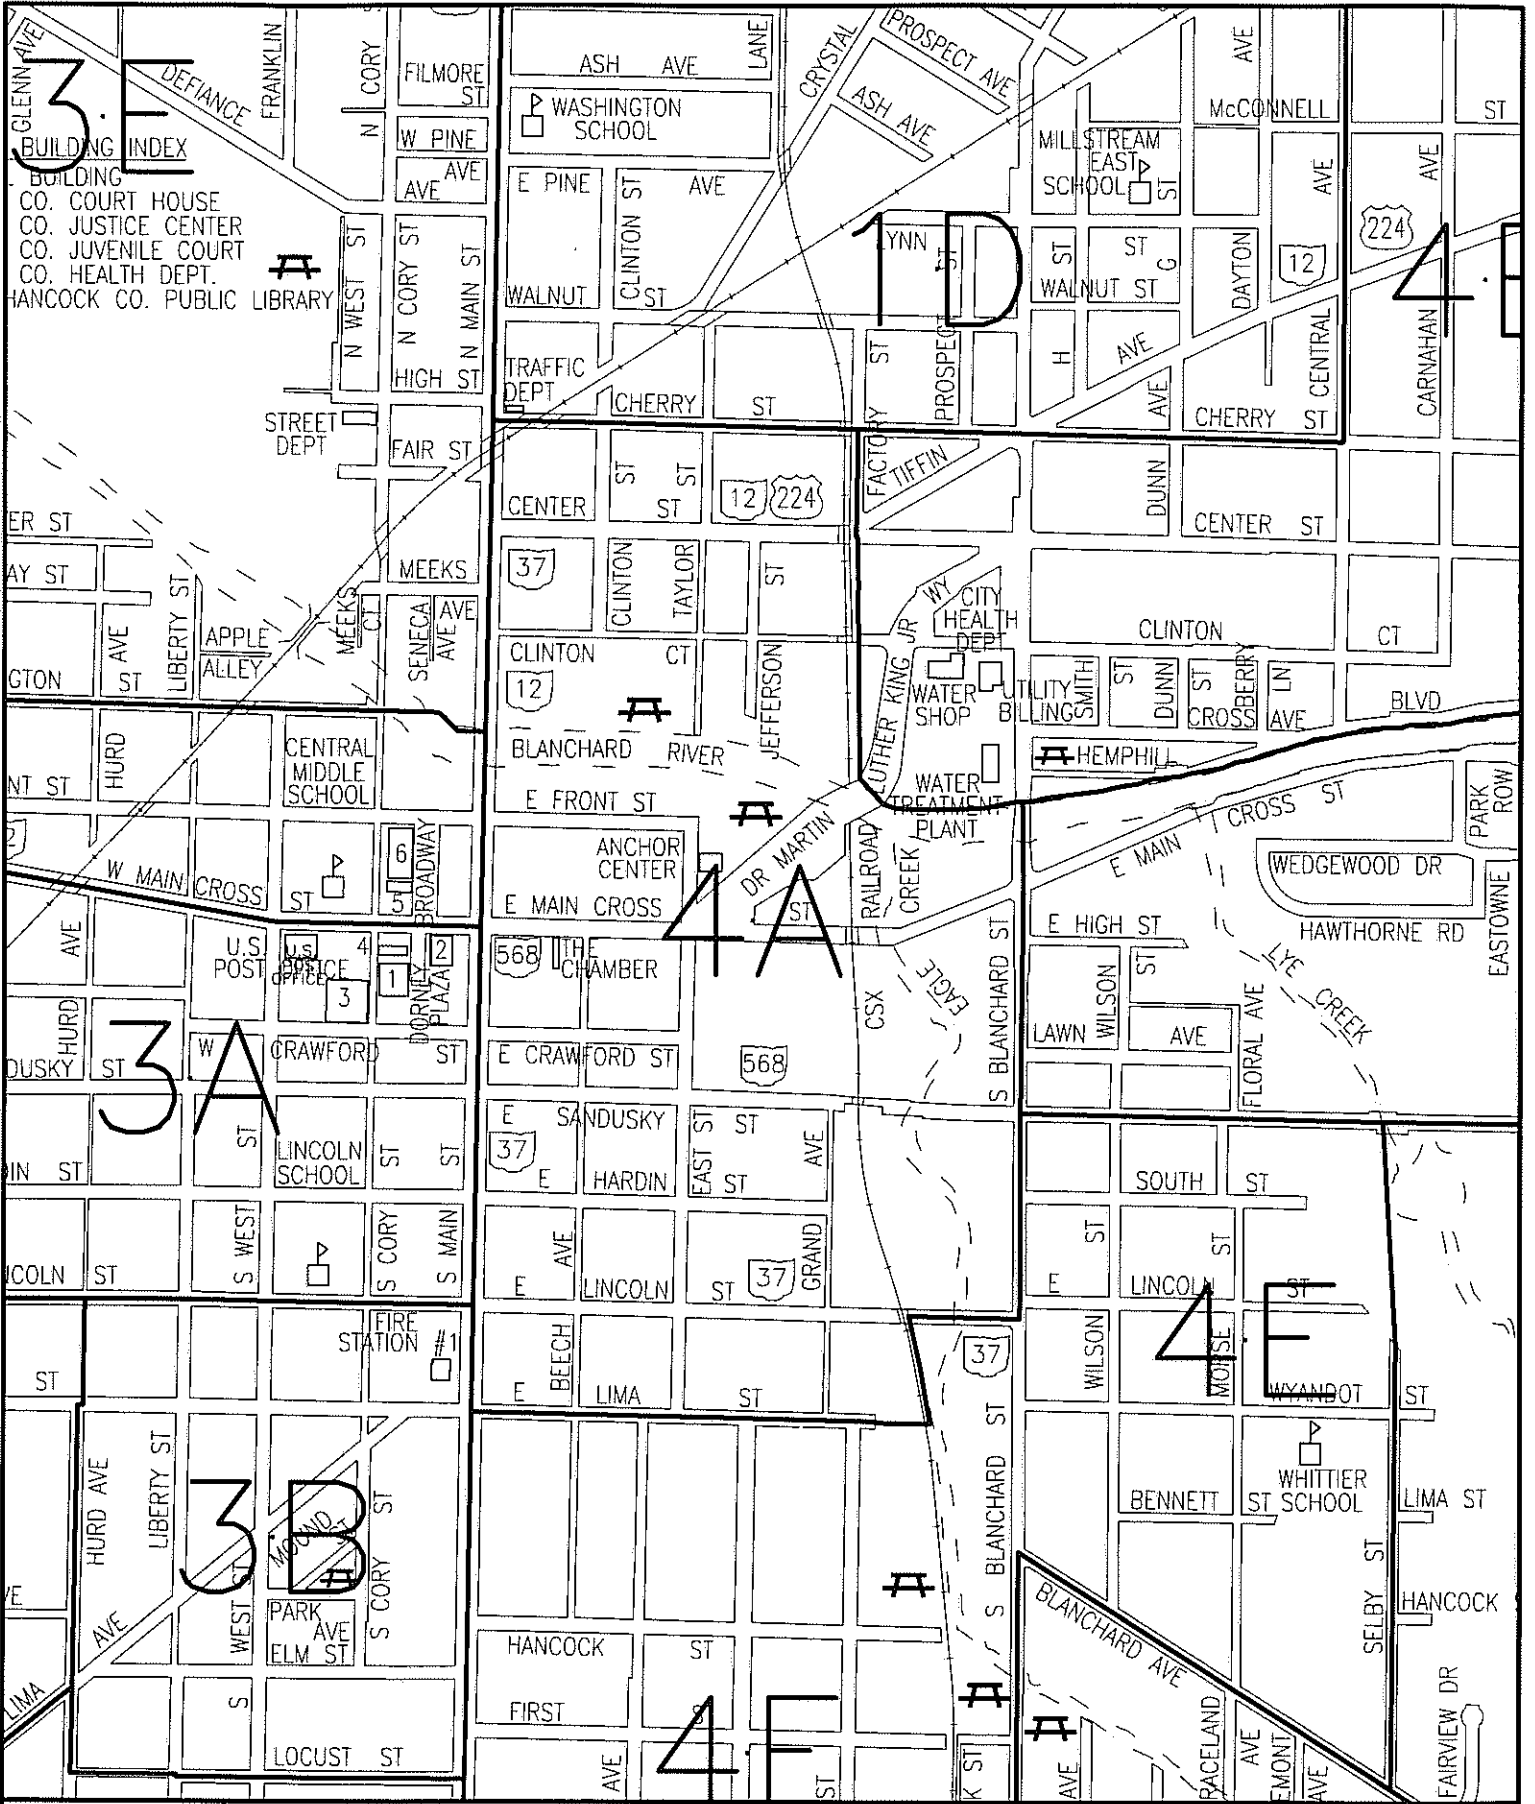 GLENN AVE
3E
DEFIANCE
FRANKLIN
N CORY
S
FILMORE
ST
W PINE
AVE
AVE
BUILDING INDEX
BUILDING
CO. COURT HOUSE
CO. JUSTICE CENTER
CO. JUVENILE COURT
CO. HEALTH DEPT.
HANCOCK CO. PUBLIC LIBRARY
ASH AVE
LANE
WASHINGTON
SCHOOL
E PINE
AVE
CLINTON ST
WALNUT
ST
CRYSTAL
PROSPECT AVE
ASH AVE
McCONNELL
ST
AVE
MILLSTREAM
EAST
SCHOOL
ST
AVE
AVE
224
1D
LYNN
ST
ST
ST
G
WALNUT ST
DAYTON
12
4
N WEST ST
N CORY ST
N MAIN ST
HIGH ST
TRAFFIC
DEPT
CHERRY
ST
FACTORY
ST
PROSPEC
H
AVE
AVE
CENTRAL
CARNAHAN
CHERRY ST
STREET
DEPT
FAIR ST
CENTER
ST
ST
ST
12
224
TIFFIN
DUNN
CENTER ST
ER ST
AY ST
AVE
ST
GTON
LIBERTY ST
APPLE
ALLEY
MEEKS
MEEKS
CT
SENECA
AVE
AVE
37
CLINTON
TAYLOR
ST
WY
CITY
HEALTH
DEPT
CLINTON
CT
CLINTON
CT
12
JEFFERSON
LUTHER KING JR
WATER
SHOP
UTILITY
BILLING
SMITH
ST
DUNN
ST
BERRY
LN
CROSS
AVE
BLVD
HURD
CENTRAL
MIDDLE
SCHOOL
BLANCHARD RIVER
HEMPHILL
NT ST
E FRONT ST
WATER
TREATMENT
PLANT
CROSS ST
PARK
ROW
E MAIN
W MAIN CROSS
ST
6
5
BROADWAY
ANCHOR
CENTER
DR MARTIN
RAILROAD
CREEK
WEDGEWOOD DR
HAWTHORNE RD
EASTOWNE
E MAIN CROSS
ST
4A
E HIGH ST
AVE
U.S.
POST OFFICE
U.S.
POST
OFFICE
4
2
1
3
DORNEY
PLAZA
568
THE
CHAMBER
CSX
EAGLE
S BLANCHARD ST
ST
WILSON
LAWN
AVE
FLORAL AVE
LYE CREEK
HURD
DUSKY
ST
3A
W
CRAWFORD
ST
E CRAWFORD ST
568
E SANDUSKY
ST
37
E HARDIN
EAST ST
ST
AVE
DIN ST
ST
LINCOLN
SCHOOL
ST
ST
SOUTH ST
S WEST
S CORY
S MAIN
AVE
GRAND
ST
ST
NCOLN ST
E LINCOLN
ST
37
E LINCOLN
ST
4E
FIRE
STATION #1
BEECH
37
WILSON
MORSE
ST
E LIMA
ST
WYANDOT
ST
HURD AVE
LIBERTY ST
3B
MOUND
ST
S CORY ST
S BLANCHARD ST
WHITTIER
SCHOOL
BENNETT
ST
LIMA ST
VE
AVE
S WEST ST
PARK
AVE
ELM ST
BLANCHARD AVE
SELBY ST
HANCOCK
HANCOCK
ST
LIMA
FIRST
S
LOCUST ST
AVE
4F
ST
K ST
AVE
RACELAND
AVE
EMONT
AVE
FAIRVIEW DR